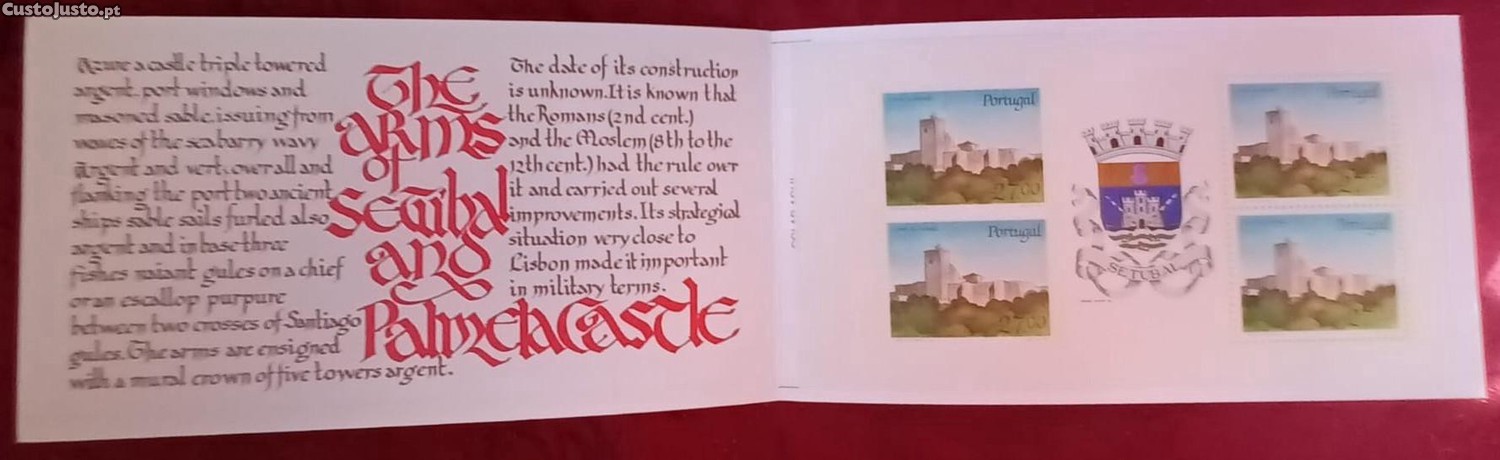 CustoJusto.pt
Azure a castle triple towered
argent. port windows and
masoned sable, issuing from
waves of the sea barry wavy
Argent and vert, overall and
flanking the port two ancient
ships sable sails furled also
argent and in base three
fishes naiant gules on a chief
or an escallop purpure
between two crosses of Santiago
gules. The arms are ensigned
with a mural crown of five towers argent.
The
arms
of
Setúbal
and
Palmela Castle
The date of its construction
is unknown. It is known that
the Romans (2nd cent.)
and the Moslem (8th to the
12th cent.) had the rule over
it and carried out several
improvements. Its strategial
situation very close to
Lisbon made it important
in military terms.
Portugal
27.00
Portugal
27.00
SETUBAL
Portugal
Portugal